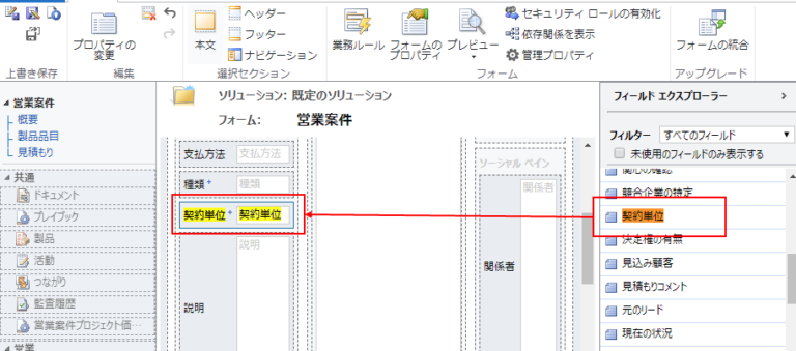 ヘッダー
フッター
ナビゲーション
プロパティの
変更
本文
業務ルール
フォームの
プロパティ
プレビュー
セキュリティ ロールの有効化
依存関係を表示
管理プロパティ
フォームの統合
上書き保存
編集
選択セクション
フォーム
アップグレード
営業案件
概要
製品品目
見積もり
共通
ドキュメント
プレイブック
製品
活動
つながり
監査履歴
営業案件プロジェクト価…
営業
ソリューション: 既定のソリューション
フォーム: 営業案件
支払方法 支払方法
種類+ 種類
契約単位+ 契約単位
説明
説明
ソーシャル ペイン
関係者
関係者
フィールド エクスプローラー
フィルター すべてのフィールド
未使用のフィールドのみ表示する
関心の確認
競合企業の特定
契約単位
決定権の有無
見込み顧客
見積もりコメント
元のリード
現在の状況